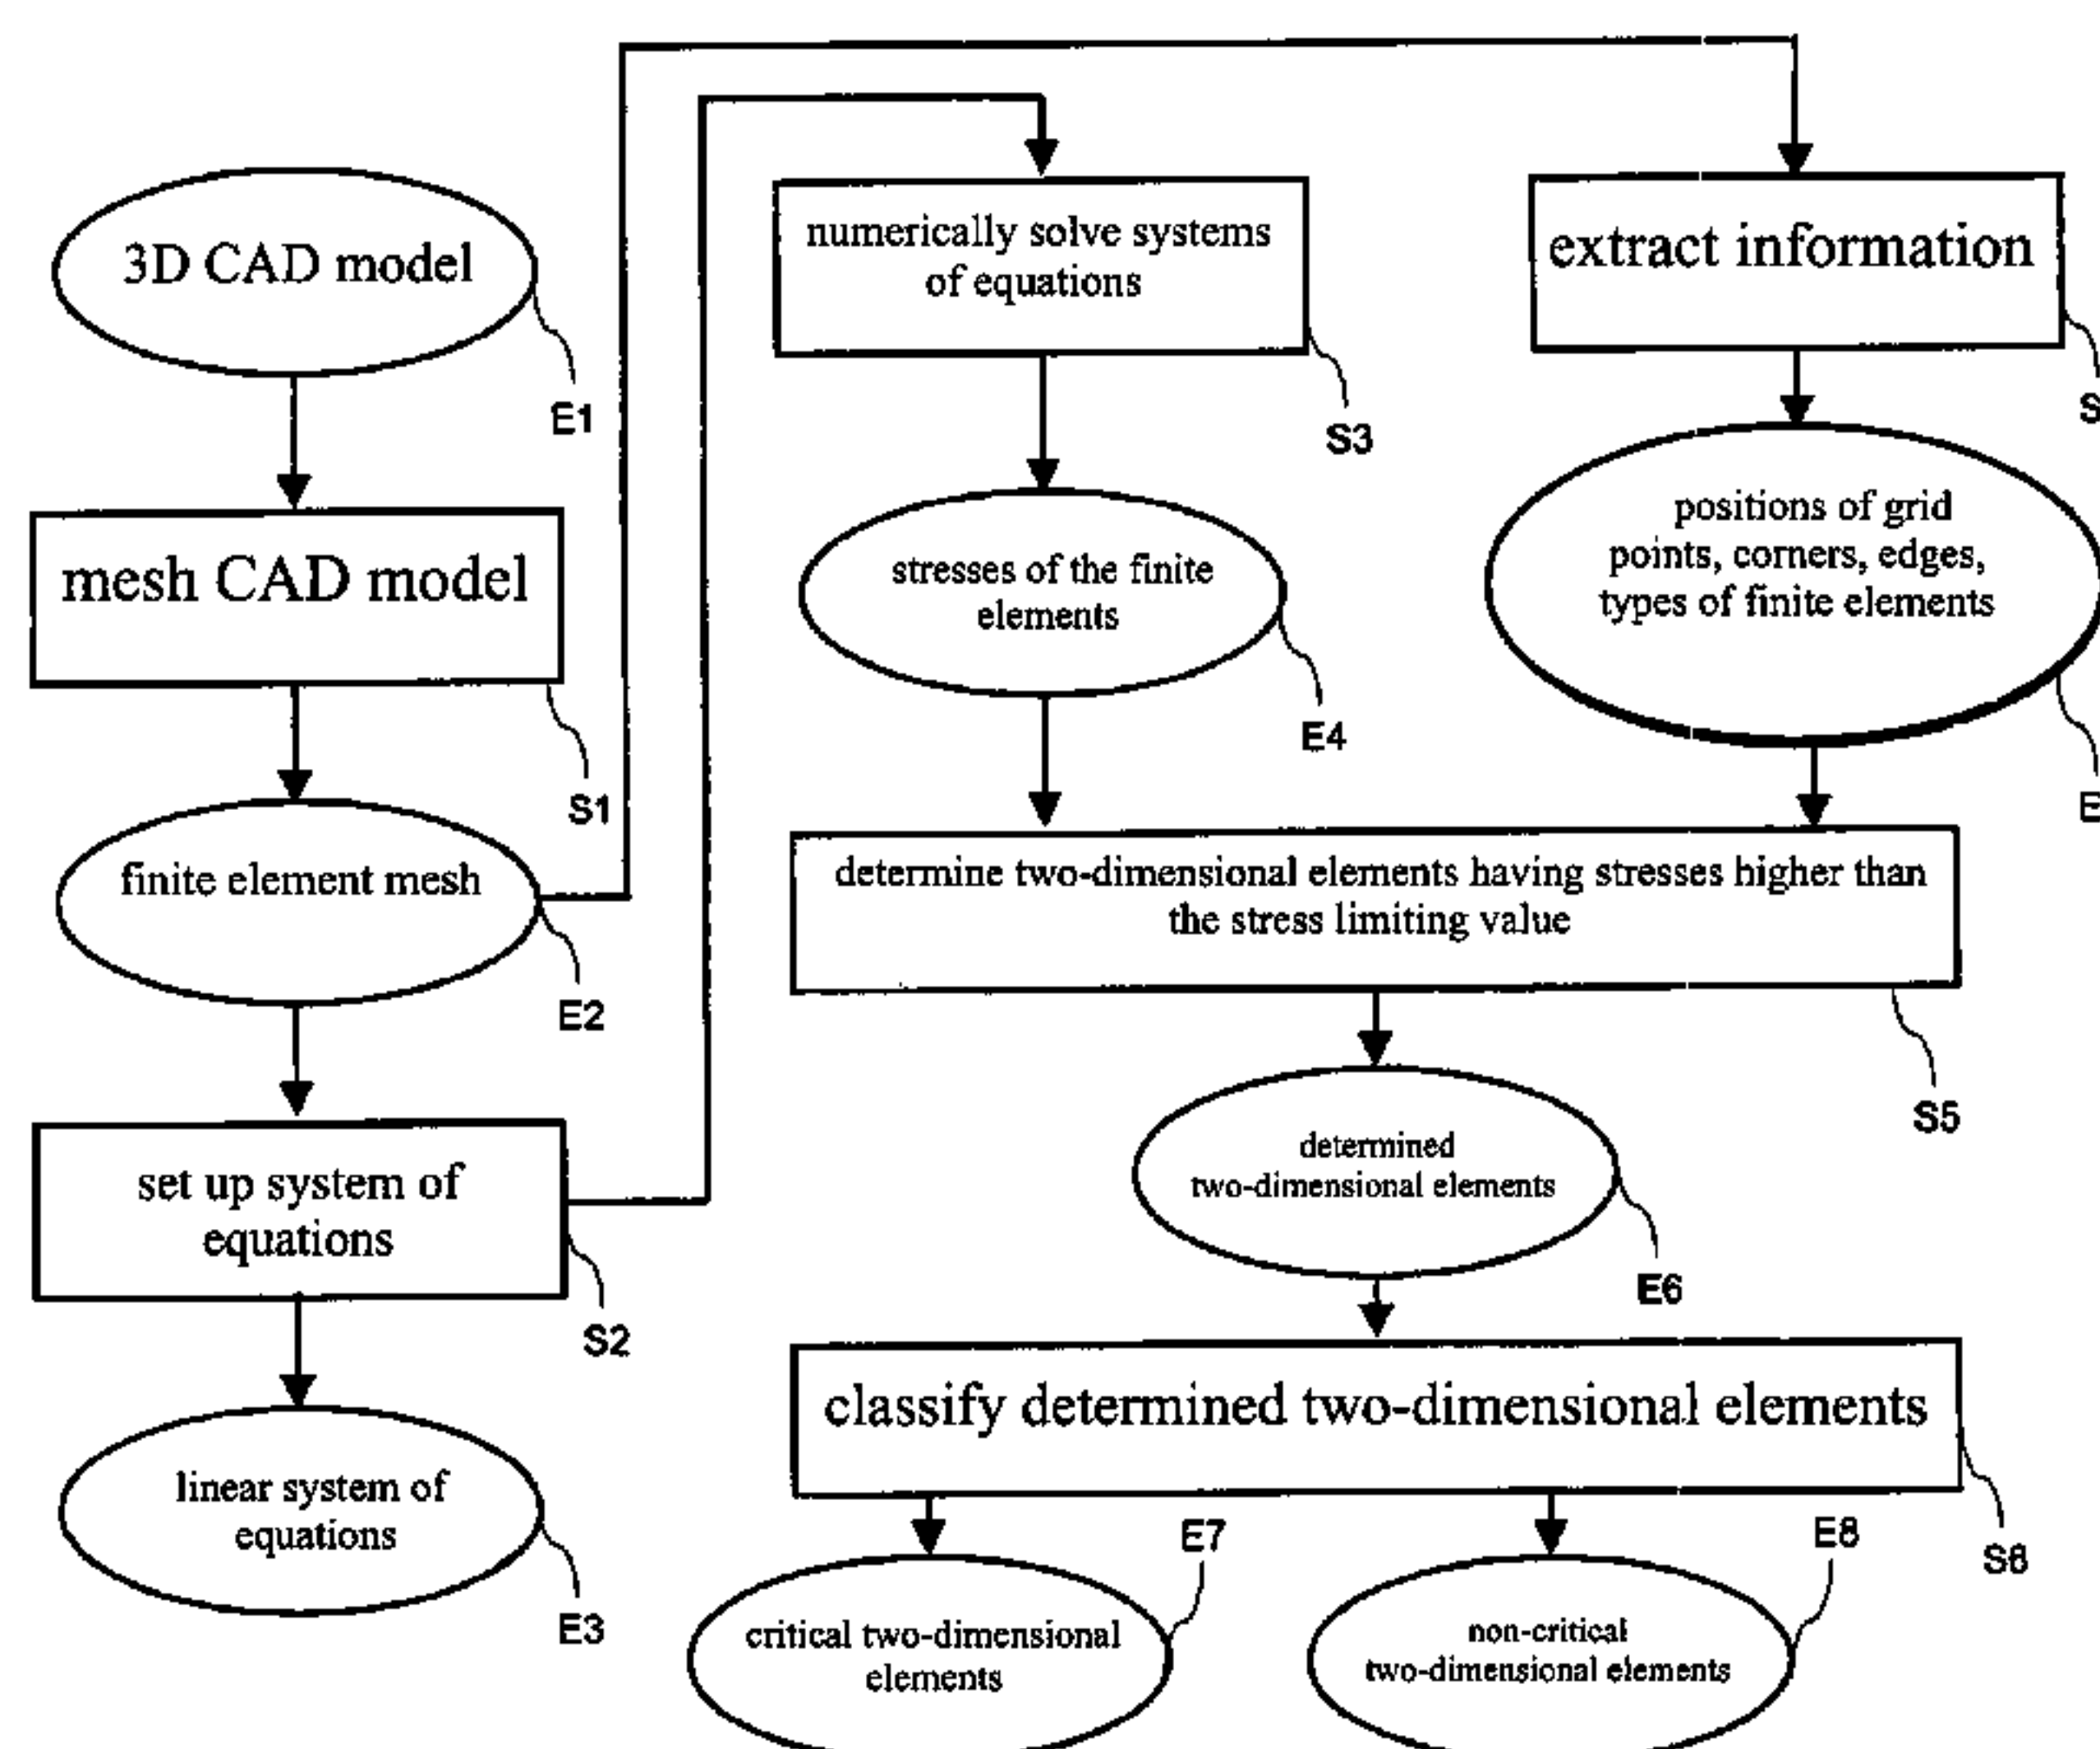 3D CAD model
E1
mesh CAD model
S1
finite element mesh
E2
set up system of
equations
S2
linear system of
equations
E3
numerically solve systems
of equations
S3
stresses of the finite
elements
E4
extract information
S
positions of grid
points, corners, edges,
types of finite elements
E
determine two-dimensional elements having stresses higher than
the stress limiting value
S5
determined
two-dimensional elements
E6
classify determined two-dimensional elements
S6
E7
critical two-dimensional
elements
E8
non-critical
two-dimensional elements